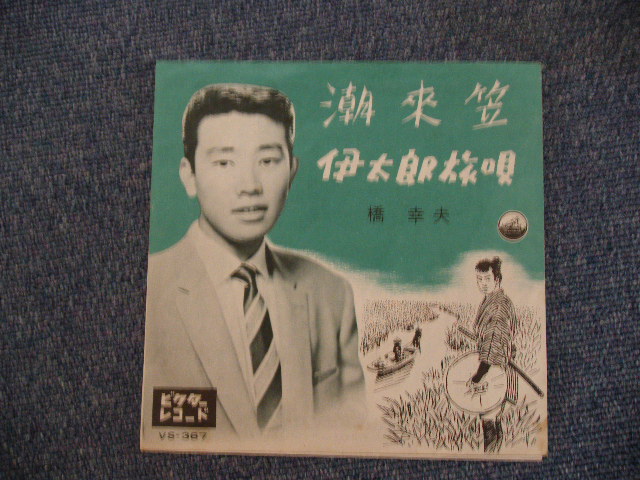 潮來笠
伊太郎旅唄
橋幸夫
ビクター
レコード
VS-367